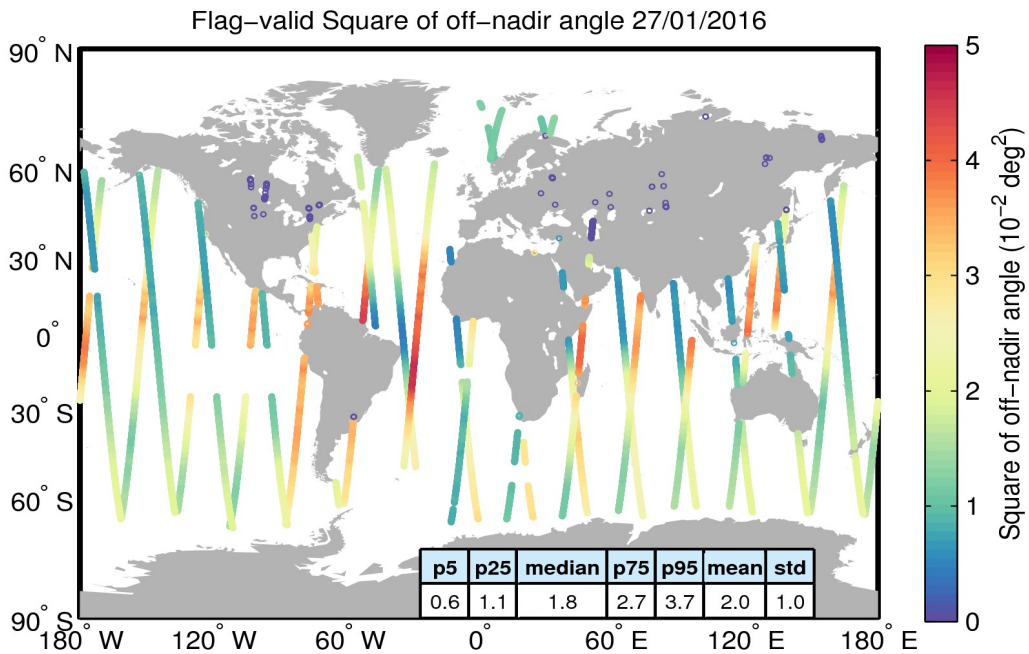 Flag−valid Square of off−nadir angle 27/01/2016
90° N
60° N
30° N
0°
30° S
60° S
90° S
180° W
120° W
60° W
0°
60° E
120° E
180° E
p5 p25 median p75 p95 mean std
0.6 1.1 1.8 2.7 3.7 2.0 1.0
5
4
3
2
1
0
Square of off−nadir angle (10⁻² deg²)